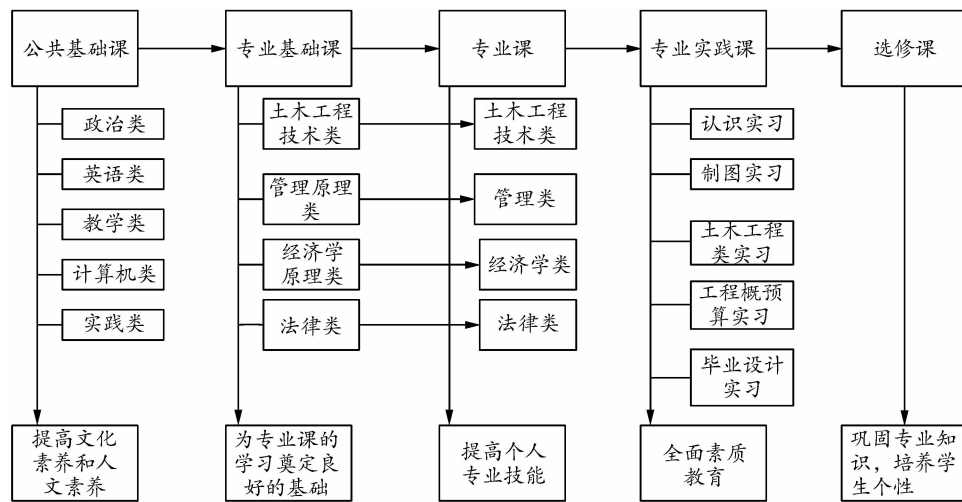 公共基础课
专业基础课
专业课
专业实践课
选修课
政治类
英语类
教学类
计算机类
实践类
土木工程
技术类
管理原理
类
经济学
原理类
法律类
土木工程
技术类
管理类
经济学类
法律类
认识实习
制图实习
土木工程
类实习
工程概预
算实习
毕业设计
实习
提高文化
素养和人
文素养
为专业课的
学习奠定良
好的基础
提高个人
专业技能
全面素质
教育
巩固专业知
识，培养学
生个性